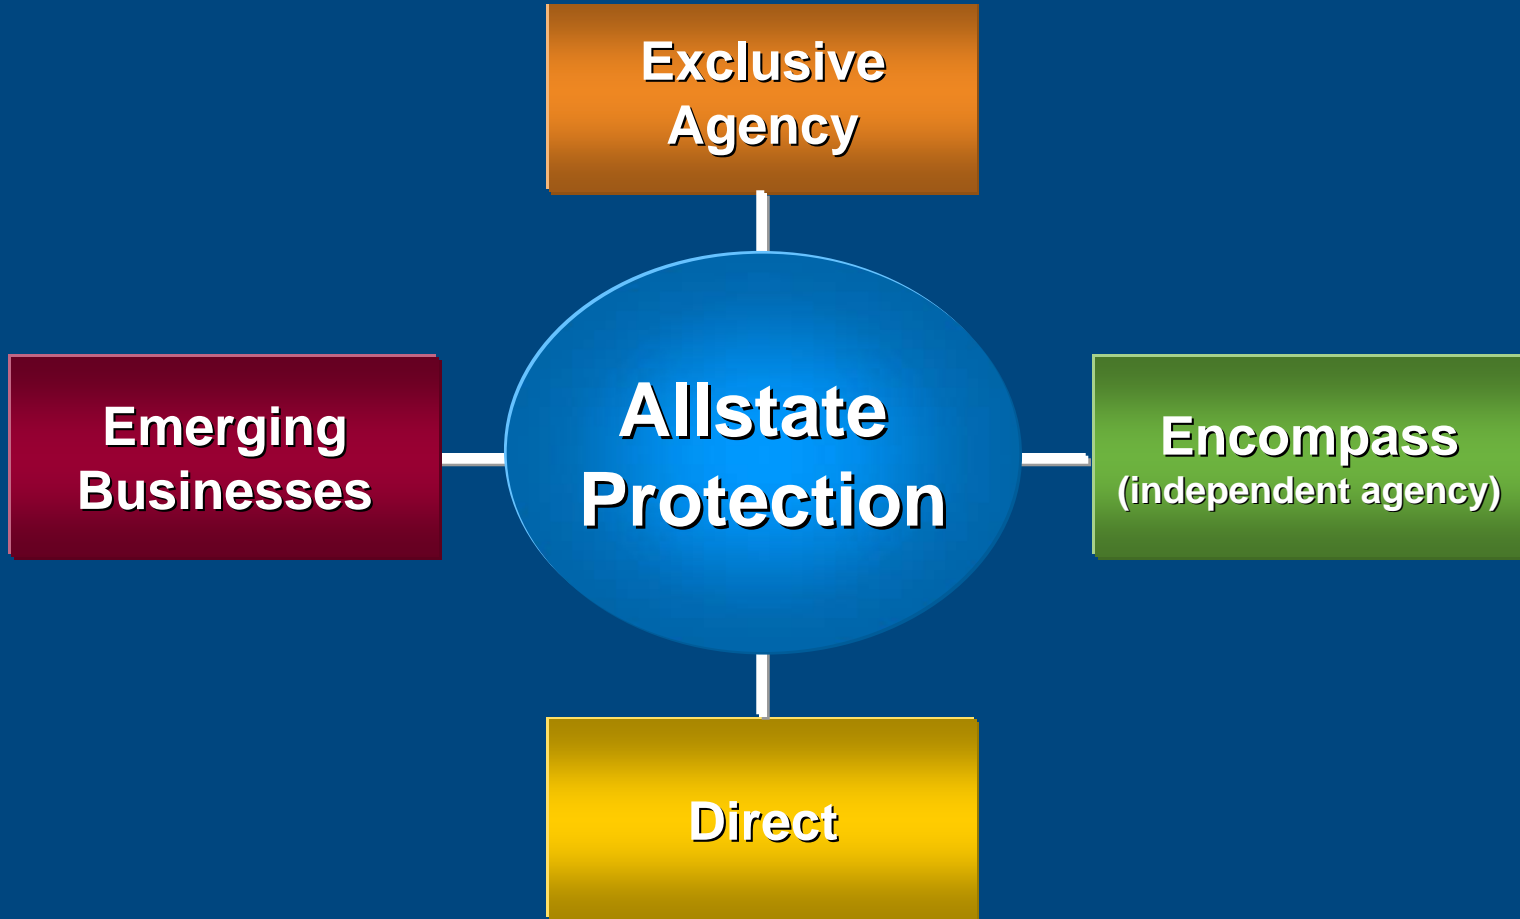 Exclusive
Agency
Emerging
Businesses
Allstate
Protection
Encompass
(independent agency)
Direct